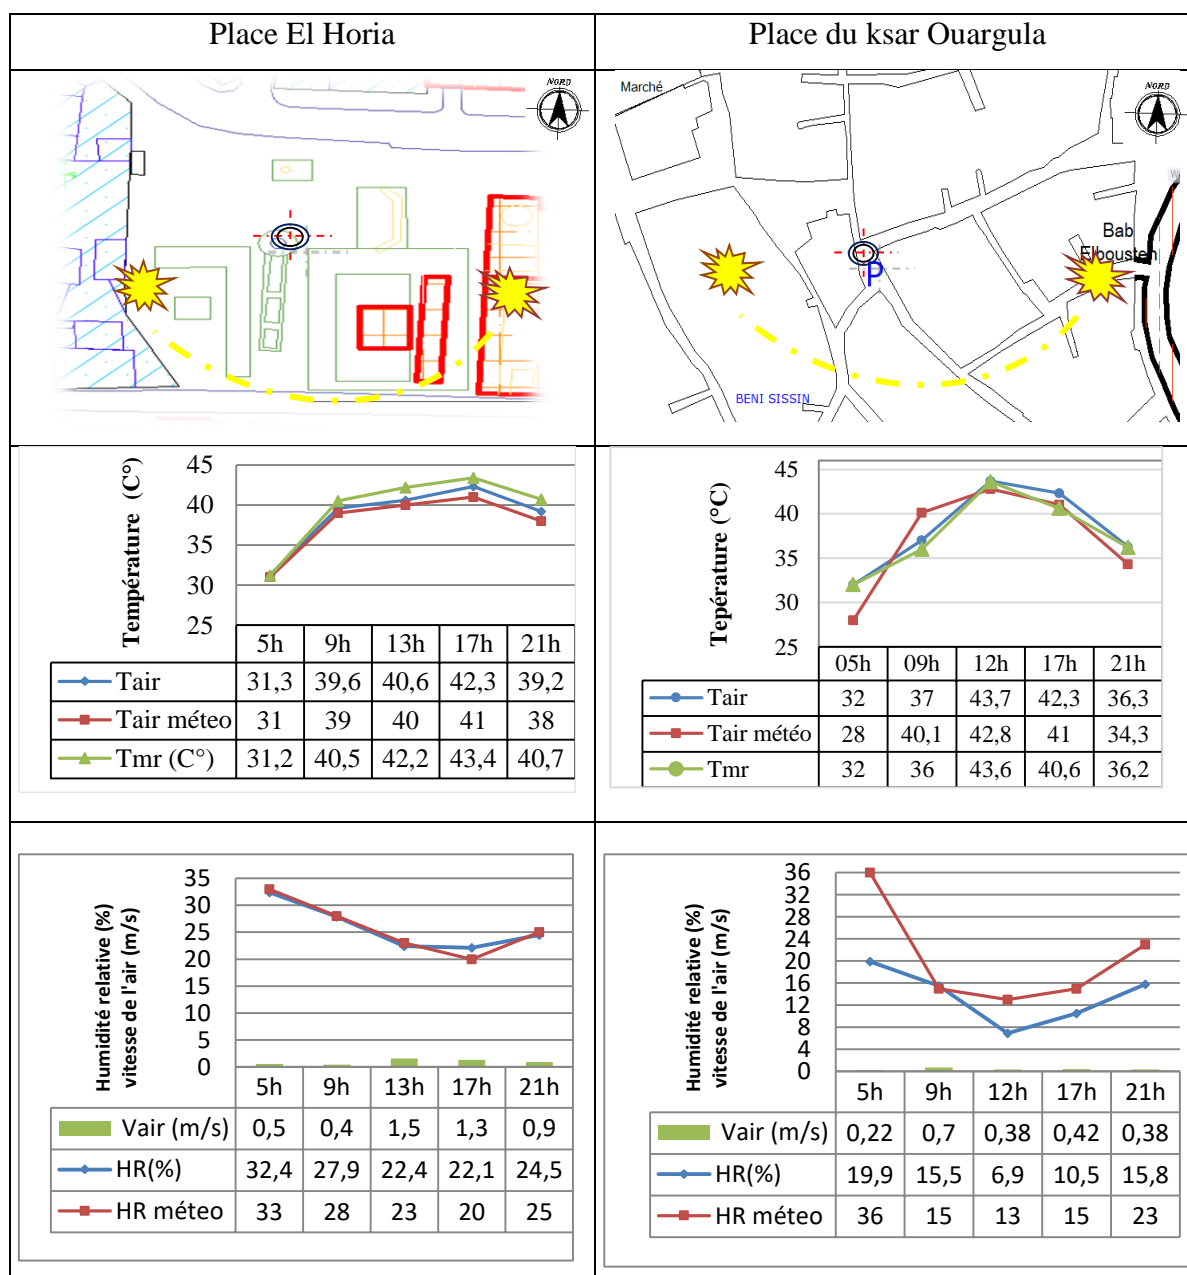 Place El Horia
Place du ksar Ouargula
NORD
Marché
NORD
Bab
Elbousten
P
BENI SISSIN
Température (C°)
45
40
35
30
25
5h 9h 13h 17h 21h
Tair 31,3 39,6 40,6 42,3 39,2
Tair méteo 31 39 40 41 38
Tmr (C°) 31,2 40,5 42,2 43,4 40,7
Tepérature (°C)
45
40
35
30
25
05h 09h 12h 17h 21h
Tair 32 37 43,7 42,3 36,3
Tair météo 28 40,1 42,8 41 34,3
Tmr 32 36 43,6 40,6 36,2
Humidité relative (%)
vitesse de l'air (m/s)
35
30
25
20
15
10
5
0
5h 9h 13h 17h 21h
Vair (m/s) 0,5 0,4 1,5 1,3 0,9
HR(%) 32,4 27,9 22,4 22,1 24,5
HR méteo 33 28 23 20 25
Humidité relative (%)
vitesse de l'air (m/s)
36
32
28
24
20
16
12
8
4
0
5h 9h 12h 17h 21h
Vair (m/s) 0,22 0,7 0,38 0,42 0,38
HR(%) 19,9 15,5 6,9 10,5 15,8
HR méteo 36 15 13 15 23